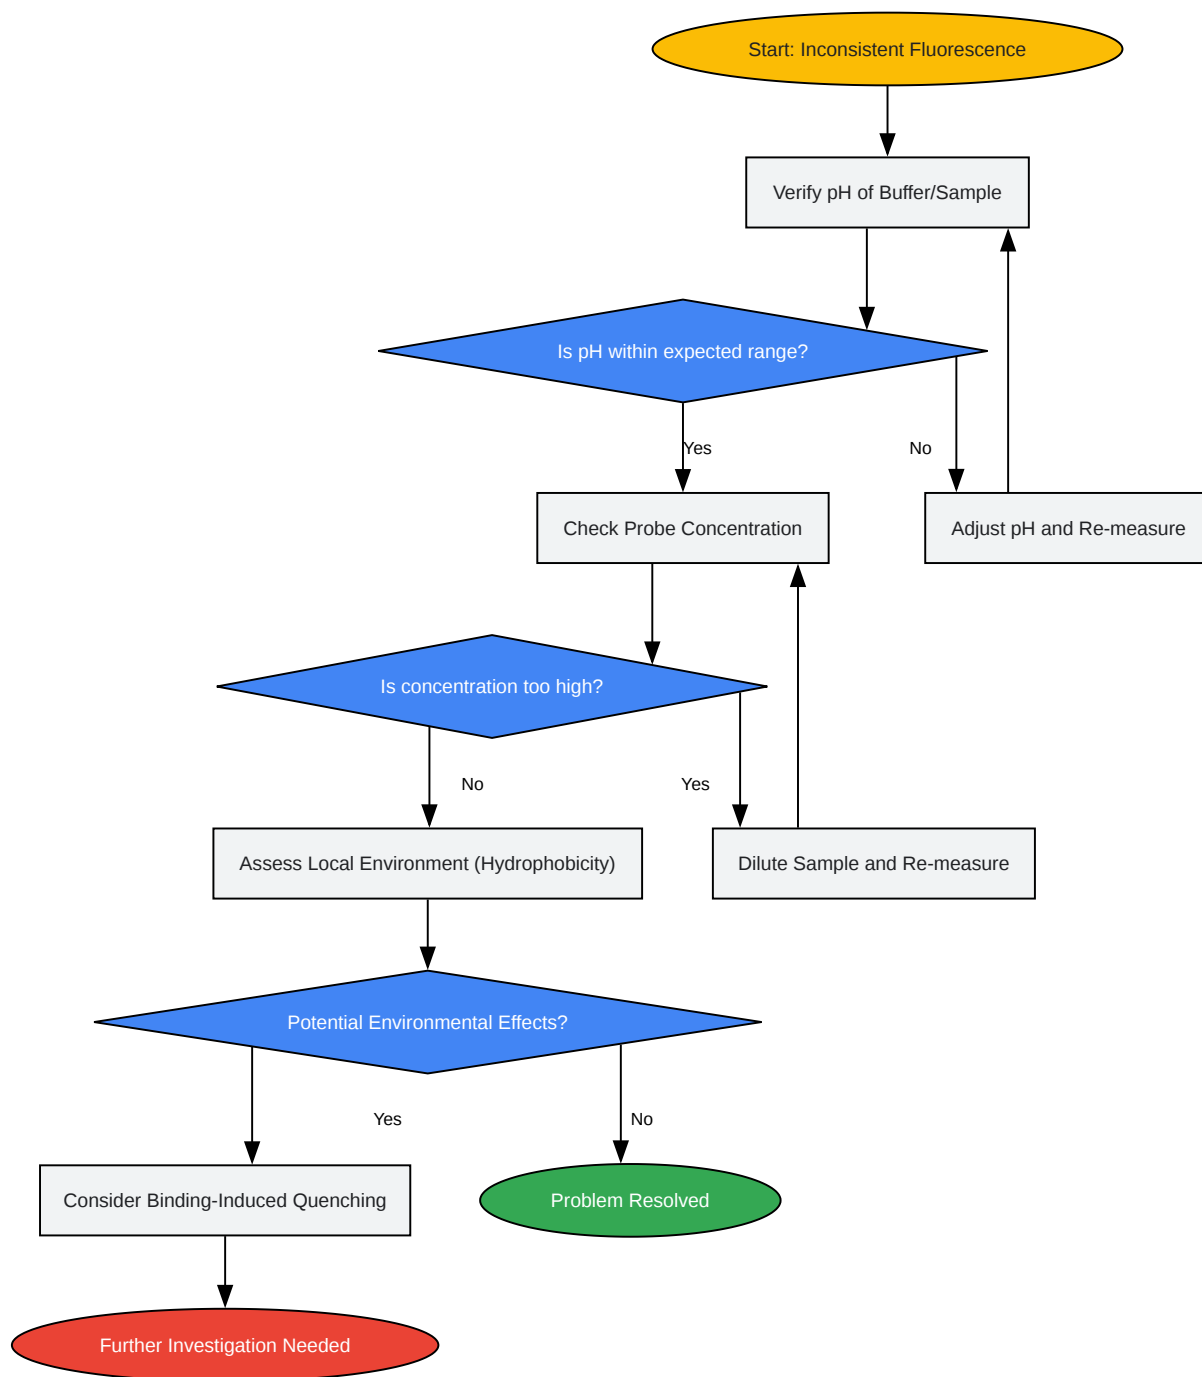 Start: Inconsistent Fluorescence
Verify pH of Buffer/Sample
Is pH within expected range?
Yes
No
Check Probe Concentration
Adjust pH and Re-measure
Is concentration too high?
No
Yes
Assess Local Environment (Hydrophobicity)
Dilute Sample and Re-measure
Potential Environmental Effects?
Yes
No
Consider Binding-Induced Quenching
Problem Resolved
Further Investigation Needed